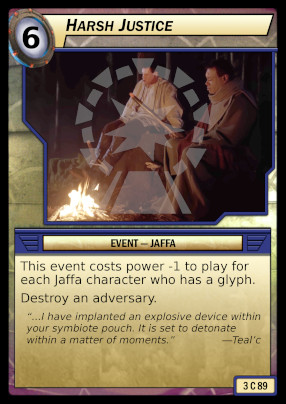 6
HARSH JUSTICE
EVENT – JAFFA
This event costs power -1 to play for
each Jaffa character who has a glyph.
Destroy an adversary.
“...I have implanted an explosive device within
your symbiote pouch. It is set to detonate
within a matter of moments.” —Teal’c
3 C 89